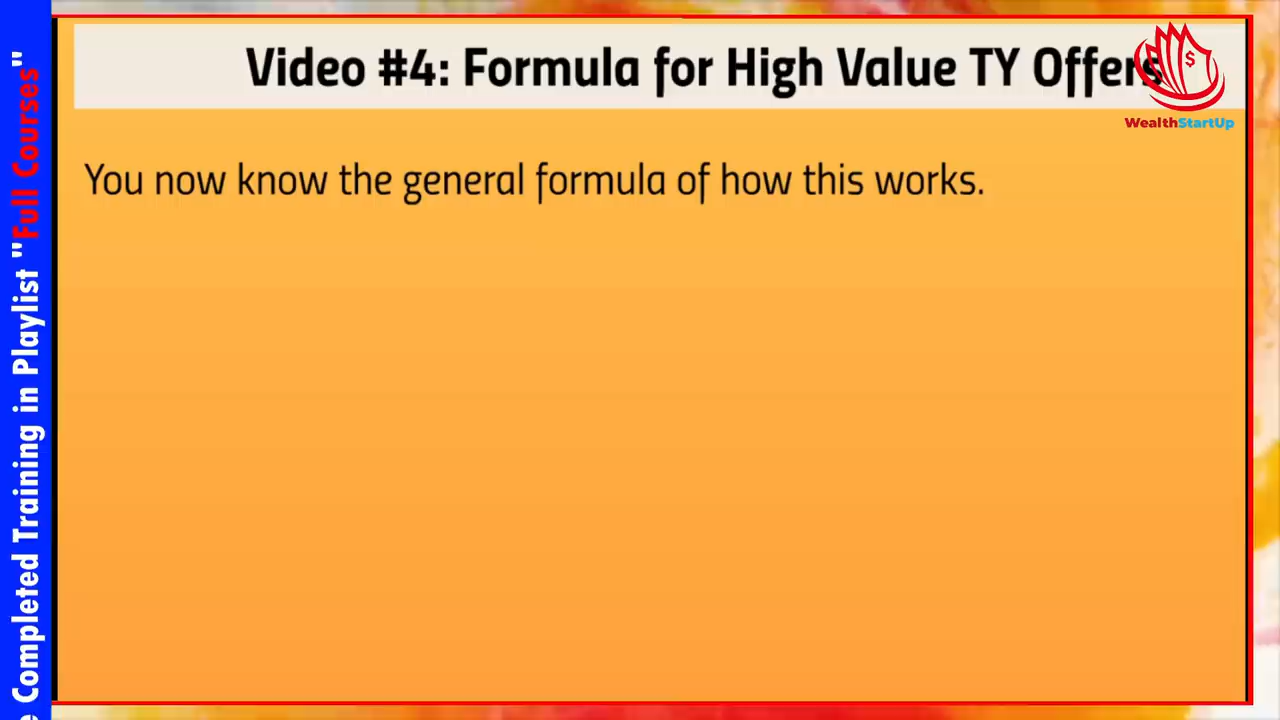 Video #4: Formula for High Value TY Offers
WealthStartUp
You now know the general formula of how this works.
Completed Training in Playlist "Full Courses"